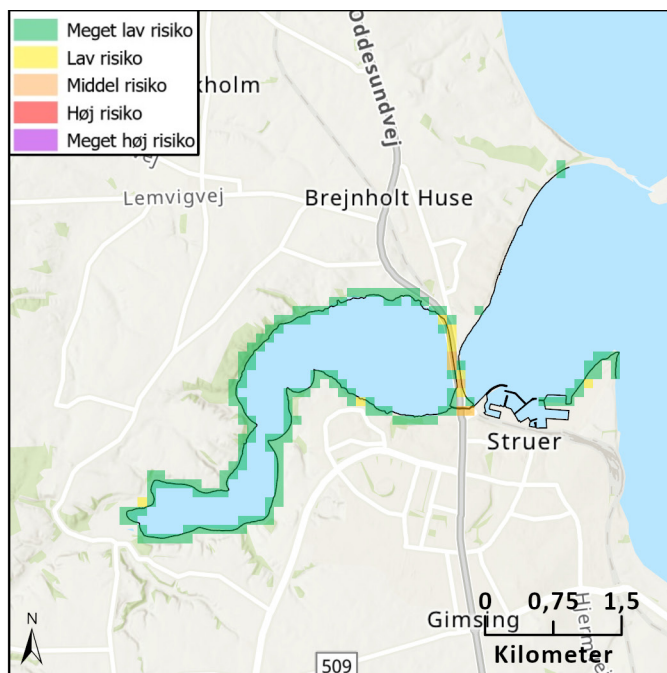 Meget lav risiko
Lav risiko
Middel risiko
Høj risiko
Meget høj risiko
Oddesundvej
Lemvigvej
Brejnholt Huse
Struer
Gimsing
509
0 0,75 1,5
Kilometer
N